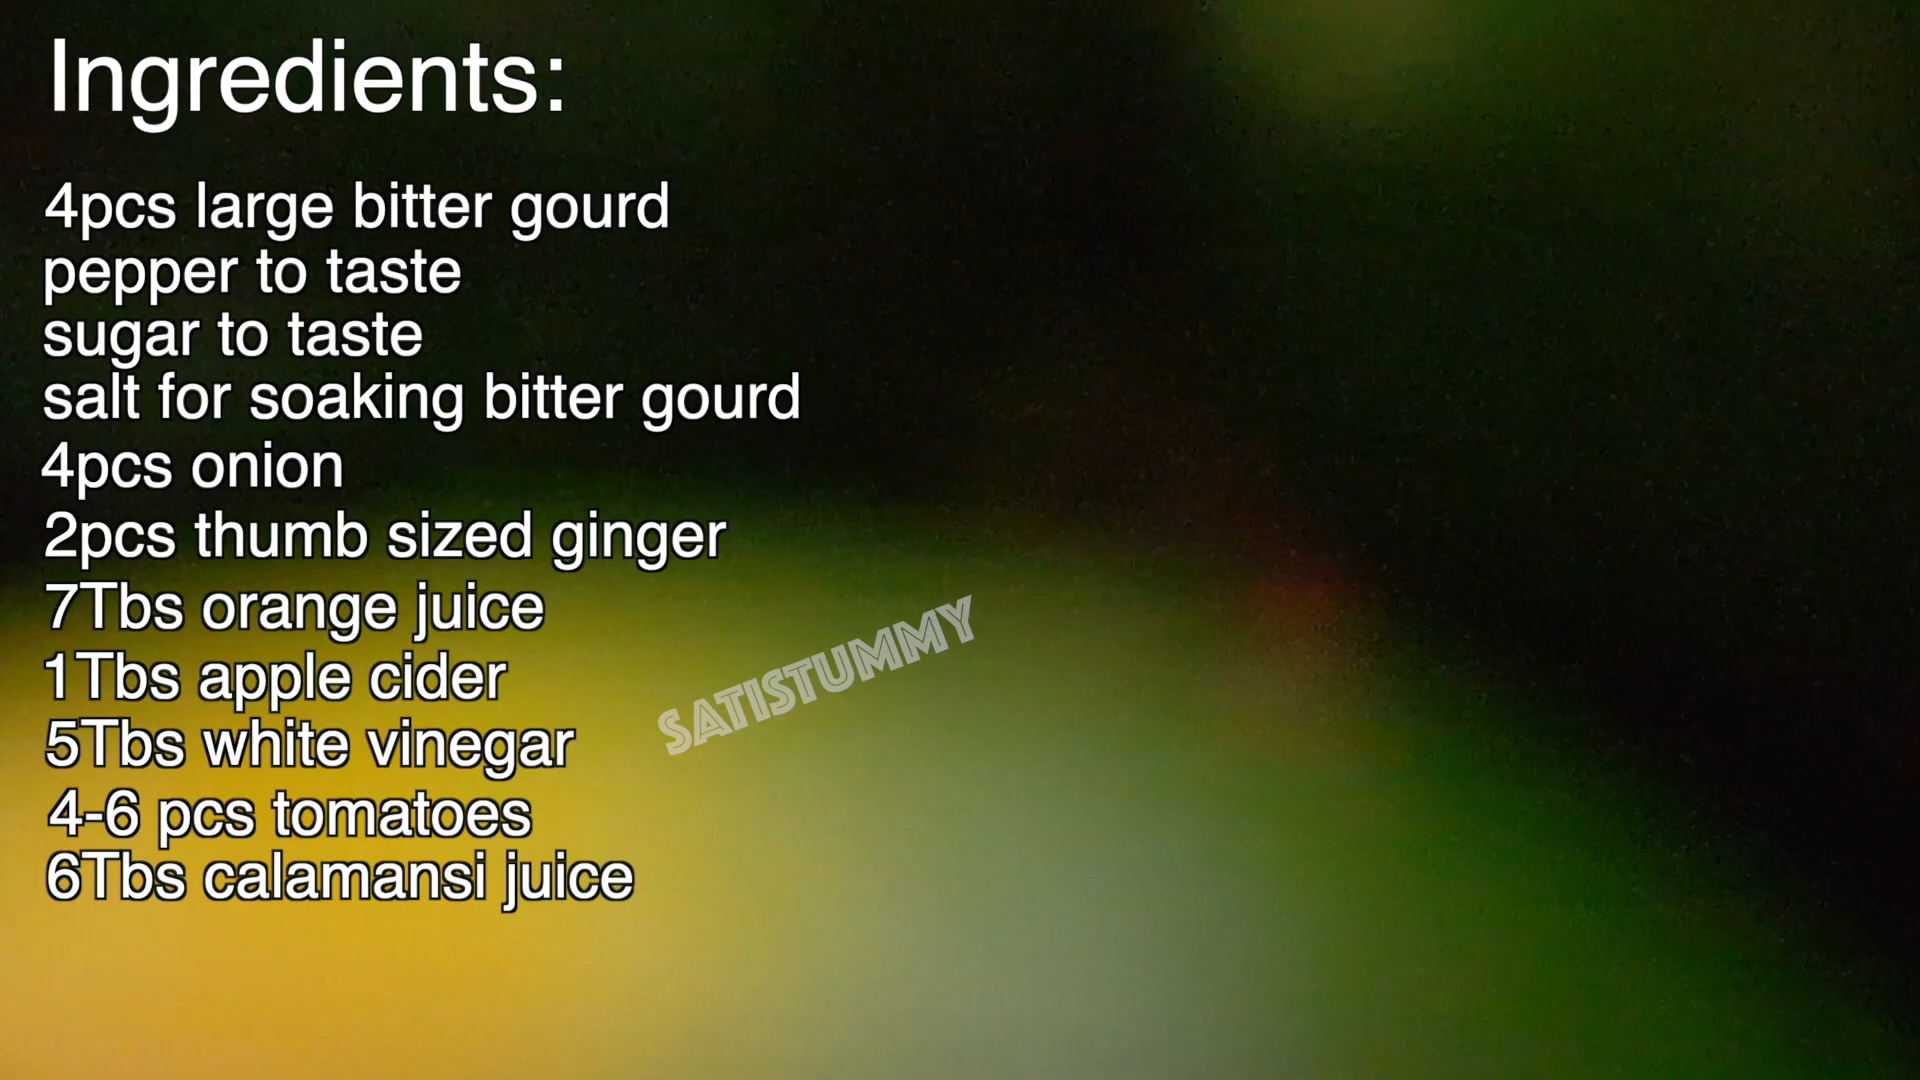 Ingredients:
4pcs large bitter gourd
pepper to taste
sugar to taste
salt for soaking bitter gourd
4pcs onion
2pcs thumb sized ginger
7Tbs orange juice
1Tbs apple cider
5Tbs white vinegar
4-6 pcs tomatoes
6Tbs calamansi juice
SATISTUMMY